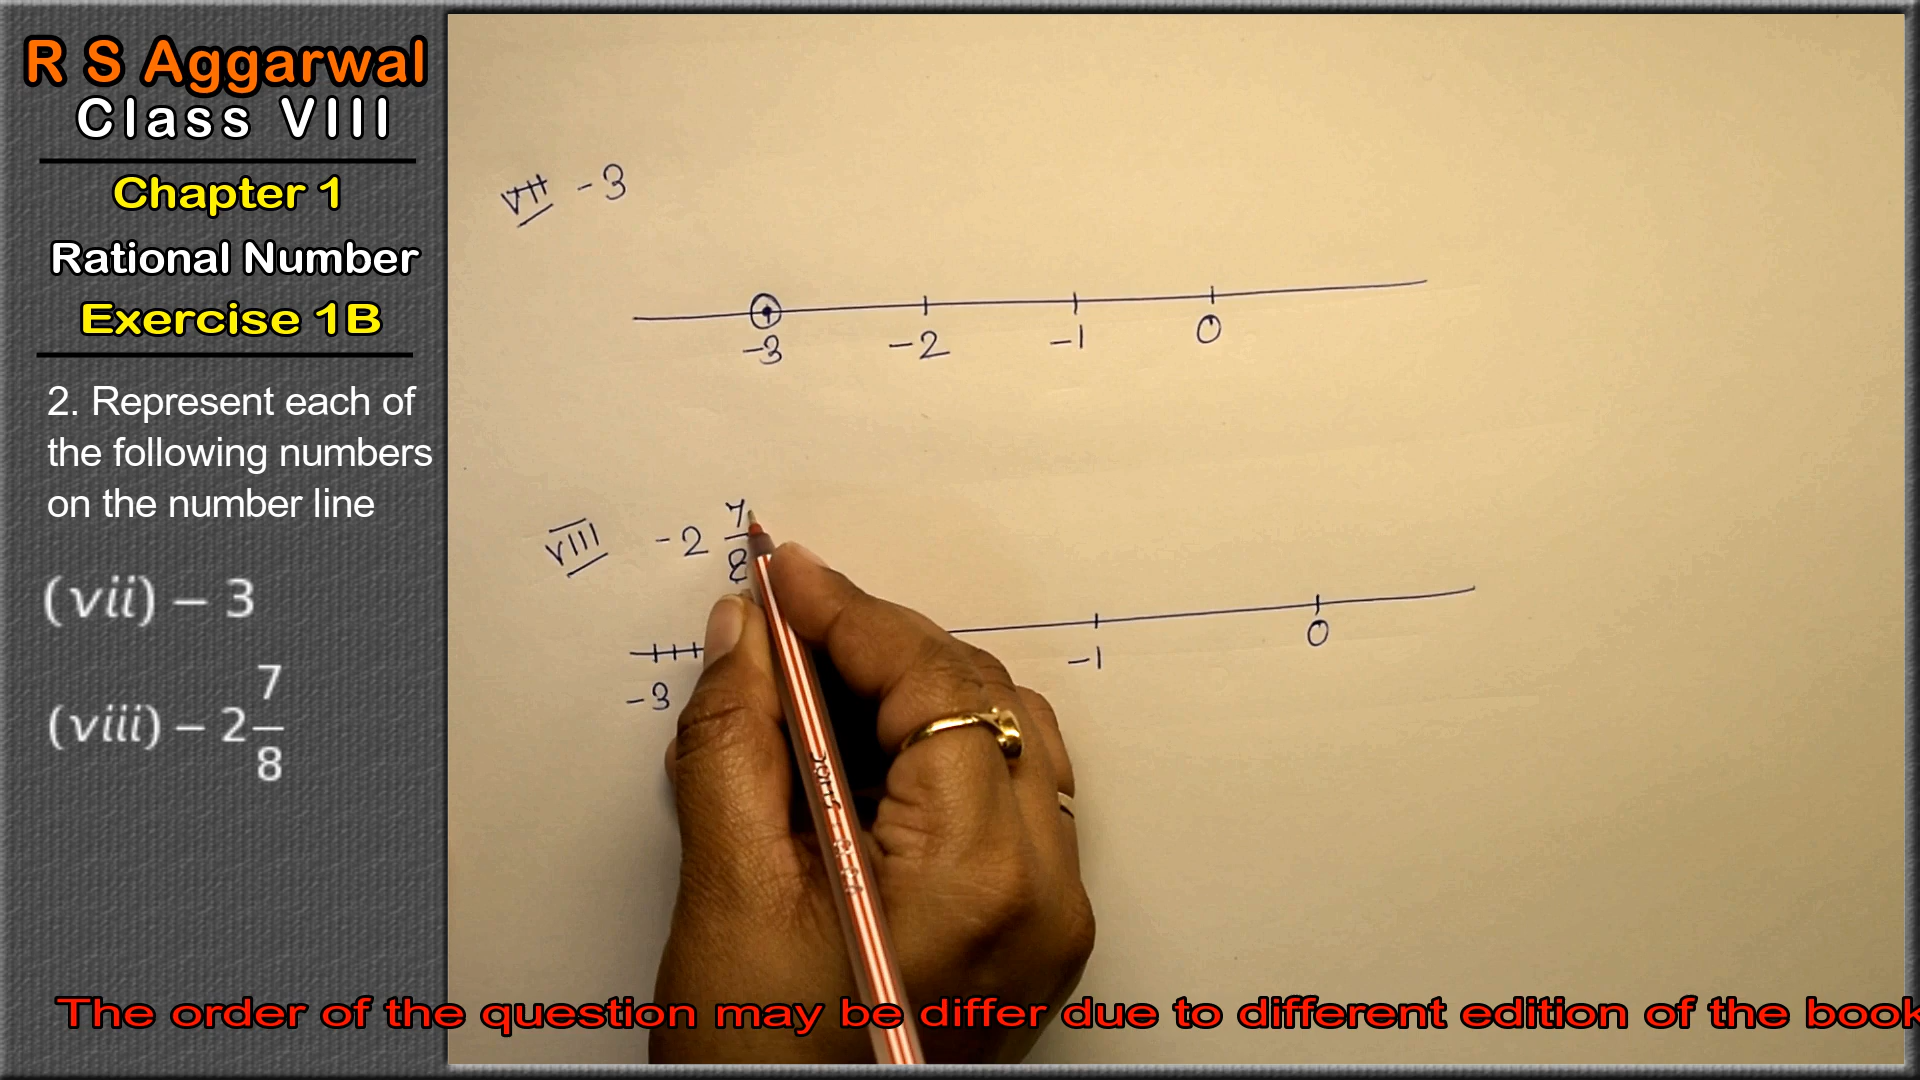 R S Aggarwal
Class VIII
Chapter 1
Rational Number
Exercise 1B
2. Represent each of
the following numbers
on the number line
(vii) – 3
(viii) – 2 7/8
VII -3
-3 -2 -1 0
VIII -2 7/8
-3 -1 0
The order of the question may be differ due to different edition of the book